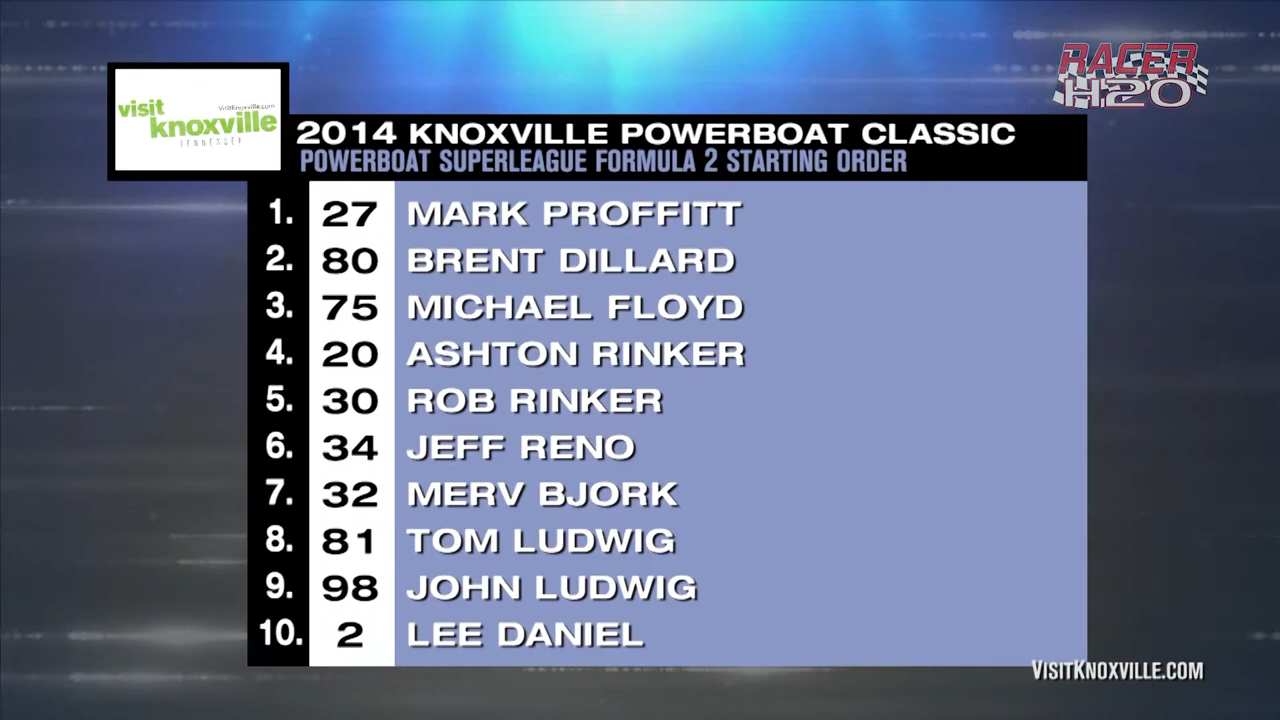 RACER
H2O
visit
VisitKnoxville.com
knoxville
TENNESSEE
2014 KNOXVILLE POWERBOAT CLASSIC
POWERBOAT SUPERLEAGUE FORMULA 2 STARTING ORDER
1. 27 MARK PROFFITT
2. 80 BRENT DILLARD
3. 75 MICHAEL FLOYD
4. 20 ASHTON RINKER
5. 30 ROB RINKER
6. 34 JEFF RENO
7. 32 MERV BJORK
8. 81 TOM LUDWIG
9. 98 JOHN LUDWIG
10. 2 LEE DANIEL
VISITKNOXVILLE.COM